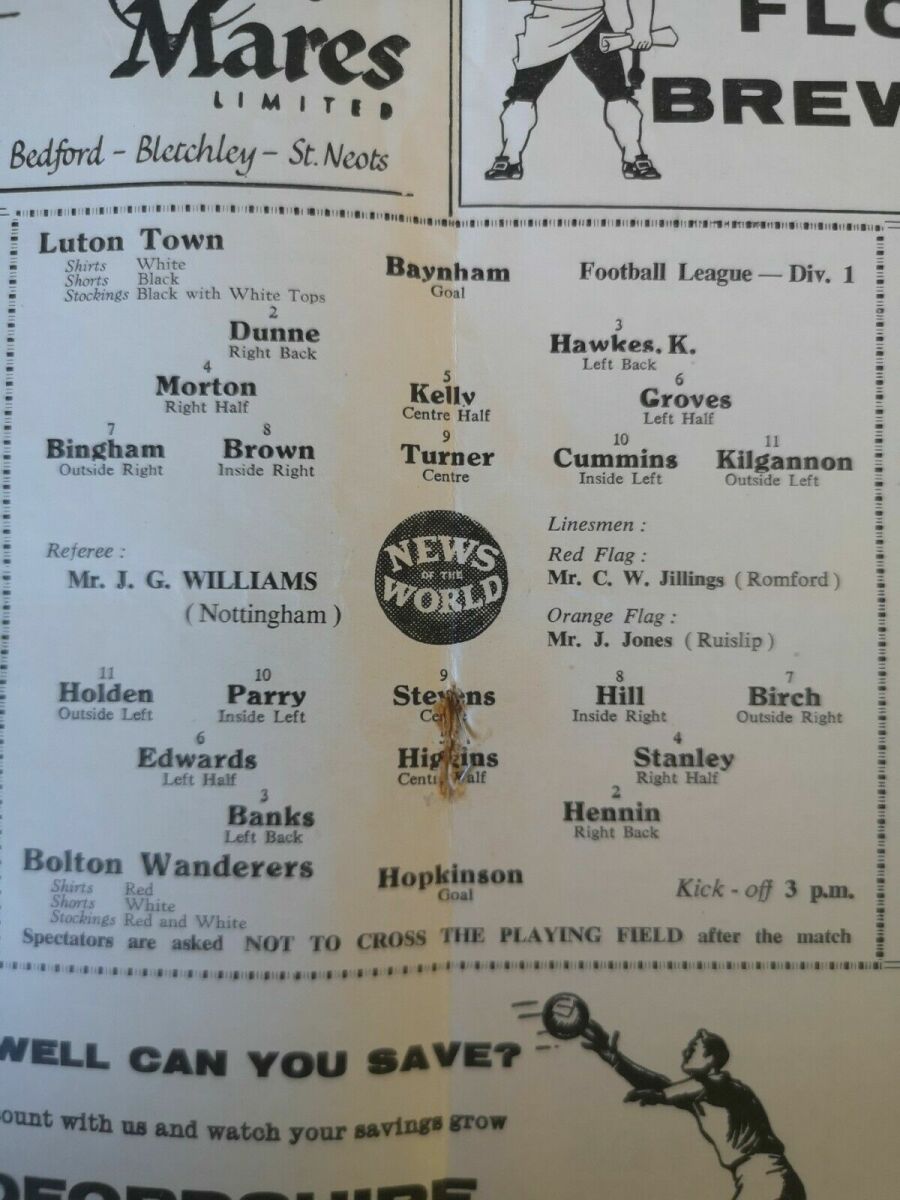 Mares
LIMITED
Bedford - Bletchley - St. Neots
BREW
Luton Town
Shirts White
Shorts Black
Stockings Black with White Tops
Baynham
Goal
Football League — Div. 1
2
Dunne
Right Back
3
Hawkes, K.
Left Back
4
Morton
Right Half
5
Kelly
Centre Half
6
Groves
Left Half
7
Bingham
Outside Right
8
Brown
Inside Right
9
Turner
Centre
10
Cummins
Inside Left
11
Kilgannon
Outside Left
Referee :
Mr. J. G. WILLIAMS
(Nottingham)
NEWS
OF THE
WORLD
Linesmen :
Red Flag :
Mr. C. W. Jillings (Romford)
Orange Flag :
Mr. J. Jones (Ruislip)
11
Holden
Outside Left
10
Parry
Inside Left
9
Stevens
8
Hill
Inside Right
7
Birch
Outside Right
6
Edwards
Left Half
Higgins
4
Stanley
Right Half
3
Banks
Left Back
2
Hennin
Right Back
Bolton Wanderers
Shirts Red
Shorts White
Stockings Red and White
Hopkinson
Goal
Kick-off 3 p.m.
Spectators are asked NOT TO CROSS THE PLAYING FIELD after the match
WELL CAN YOU SAVE?
ount with us and watch your savings grow